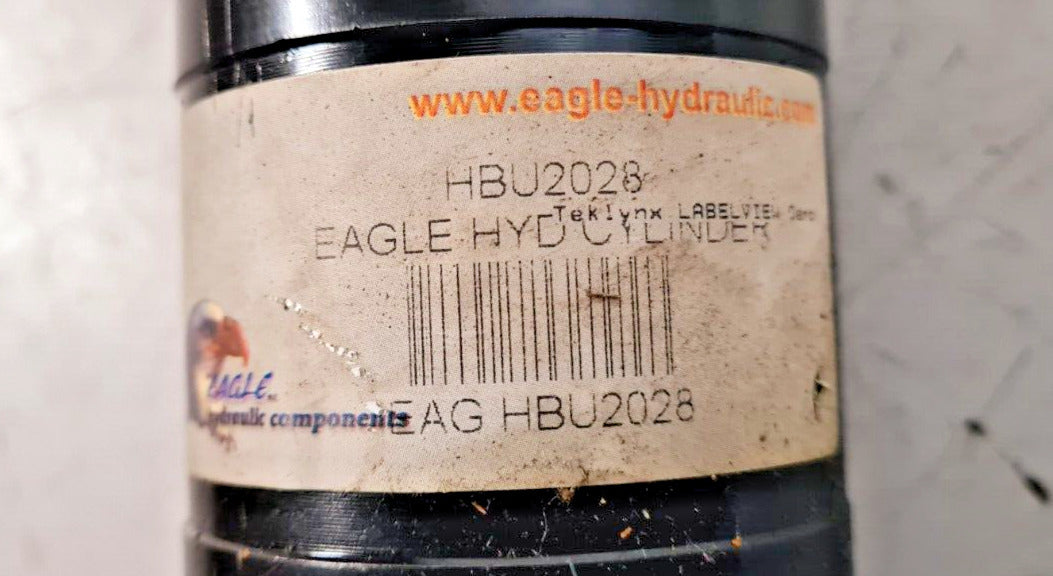 www.eagle-hydraulic.com
HBU2028
Teklynx LABELVIEW Demo
EAGLE HYD CYLINDER
EAGLE
hydraulic components
EAG HBU2028